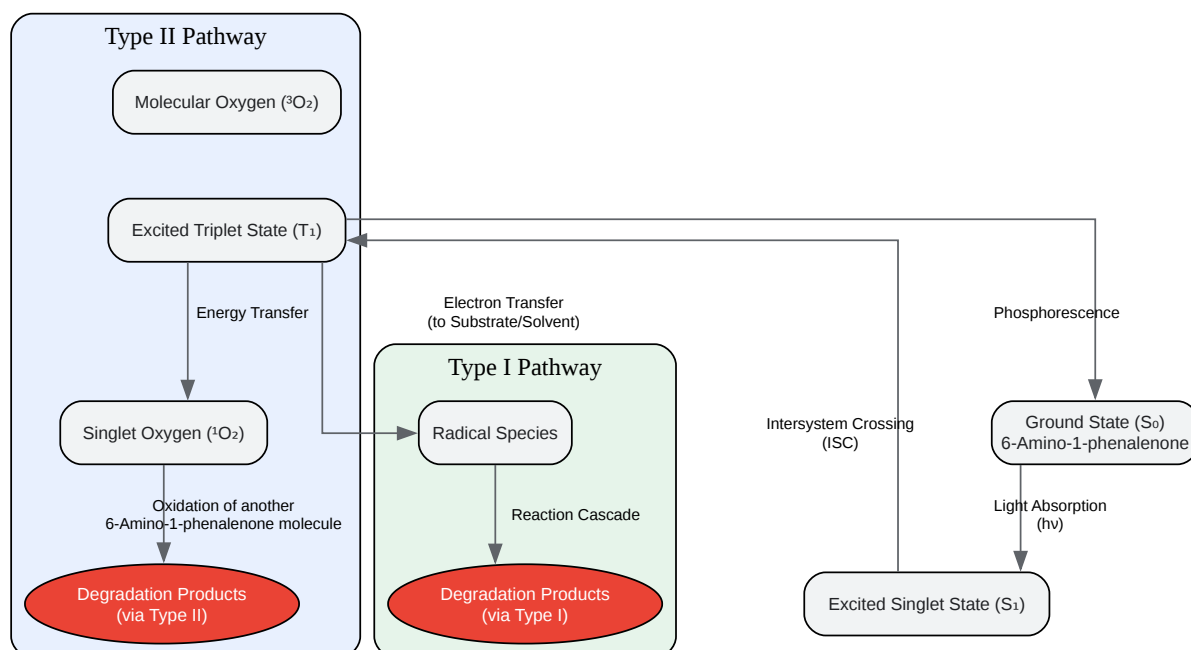 Type II Pathway
Molecular Oxygen (³O₂)
Excited Triplet State (T₁)
Energy Transfer
Electron Transfer
(to Substrate/Solvent)
Phosphorescence
Type I Pathway
Singlet Oxygen (¹O₂)
Radical Species
Intersystem Crossing
(ISC)
Ground State (S₀)
6-Amino-1-phenalenone
Oxidation of another
6-Amino-1-phenalenone molecule
Reaction Cascade
Light Absorption
(hν)
Degradation Products
(via Type II)
Degradation Products
(via Type I)
Excited Singlet State (S₁)